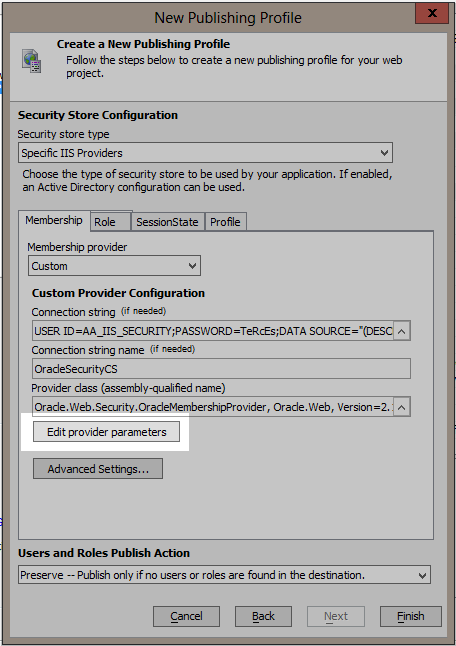 New Publishing Profile
x
Create a New Publishing Profile
Follow the steps below to create a new publishing profile for your web
project.
Security Store Configuration
Security store type
Specific IIS Providers
Choose the type of security store to be used by your application. If enabled,
an Active Directory configuration can be used.
Membership Role SessionState Profile
Membership provider
Custom
Custom Provider Configuration
Connection string (if needed)
USER ID=AA_IIS_SECURITY;PASSWORD=TeRcEs;DATA SOURCE="(DESC
Connection string name (if needed)
OracleSecurityCS
Provider class (assembly-qualified name)
Oracle.Web.Security.OracleMembershipProvider, Oracle.Web, Version=2.
Edit provider parameters
Advanced Settings...
Users and Roles Publish Action
Preserve -- Publish only if no users or roles are found in the destination.
Cancel Back Next Finish